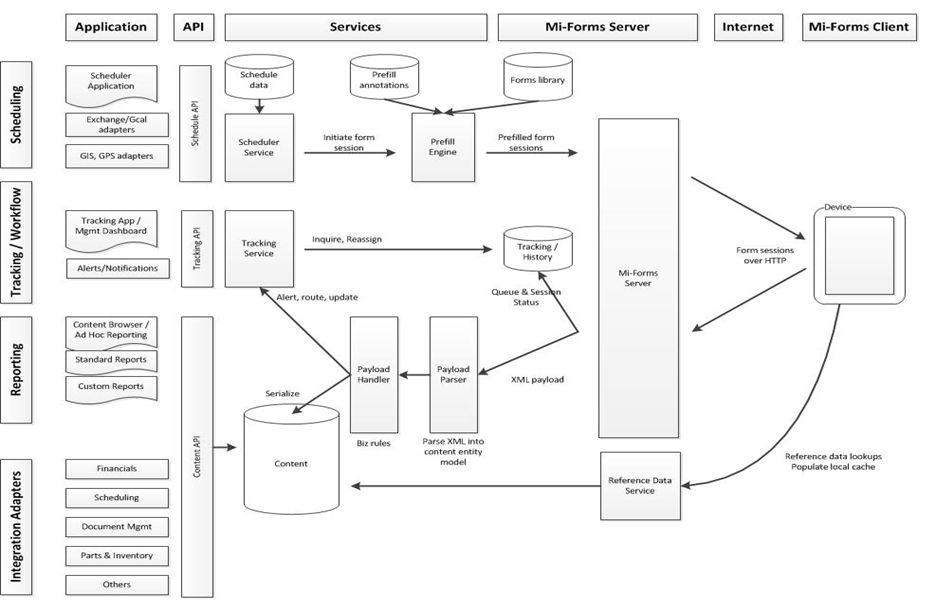 Application
API
Services
Mi-Forms Server
Internet
Mi-Forms Client
Scheduling
Scheduler
Application
Exchange/Gcal
adapters
GIS, GPS adapters
Schedule API
Schedule
data
Scheduler
Service
Initiate form
session
Prefill
annotations
Forms library
Prefill
Engine
Prefilled form
sessions
Tracking / Workflow
Tracking App /
Mgmt Dashboard
Alerts/Notifications
Tracking API
Tracking
Service
Inquire, Reassign
Tracking /
History
Alert, route, update
Queue & Session
Status
Mi-Forms
Server
Form sessions
over HTTP
Device
Reporting
Content Browser /
Ad Hoc Reporting
Standard Reports
Custom Reports
Content API
Serialize
Payload
Handler
Biz rules
Payload
Parser
Parse XML into
content entity
model
XML payload
Content
Reference Data
Service
Reference data lookups
Populate local cache
Integration Adapters
Financials
Scheduling
Document Mgmt
Parts & Inventory
Others